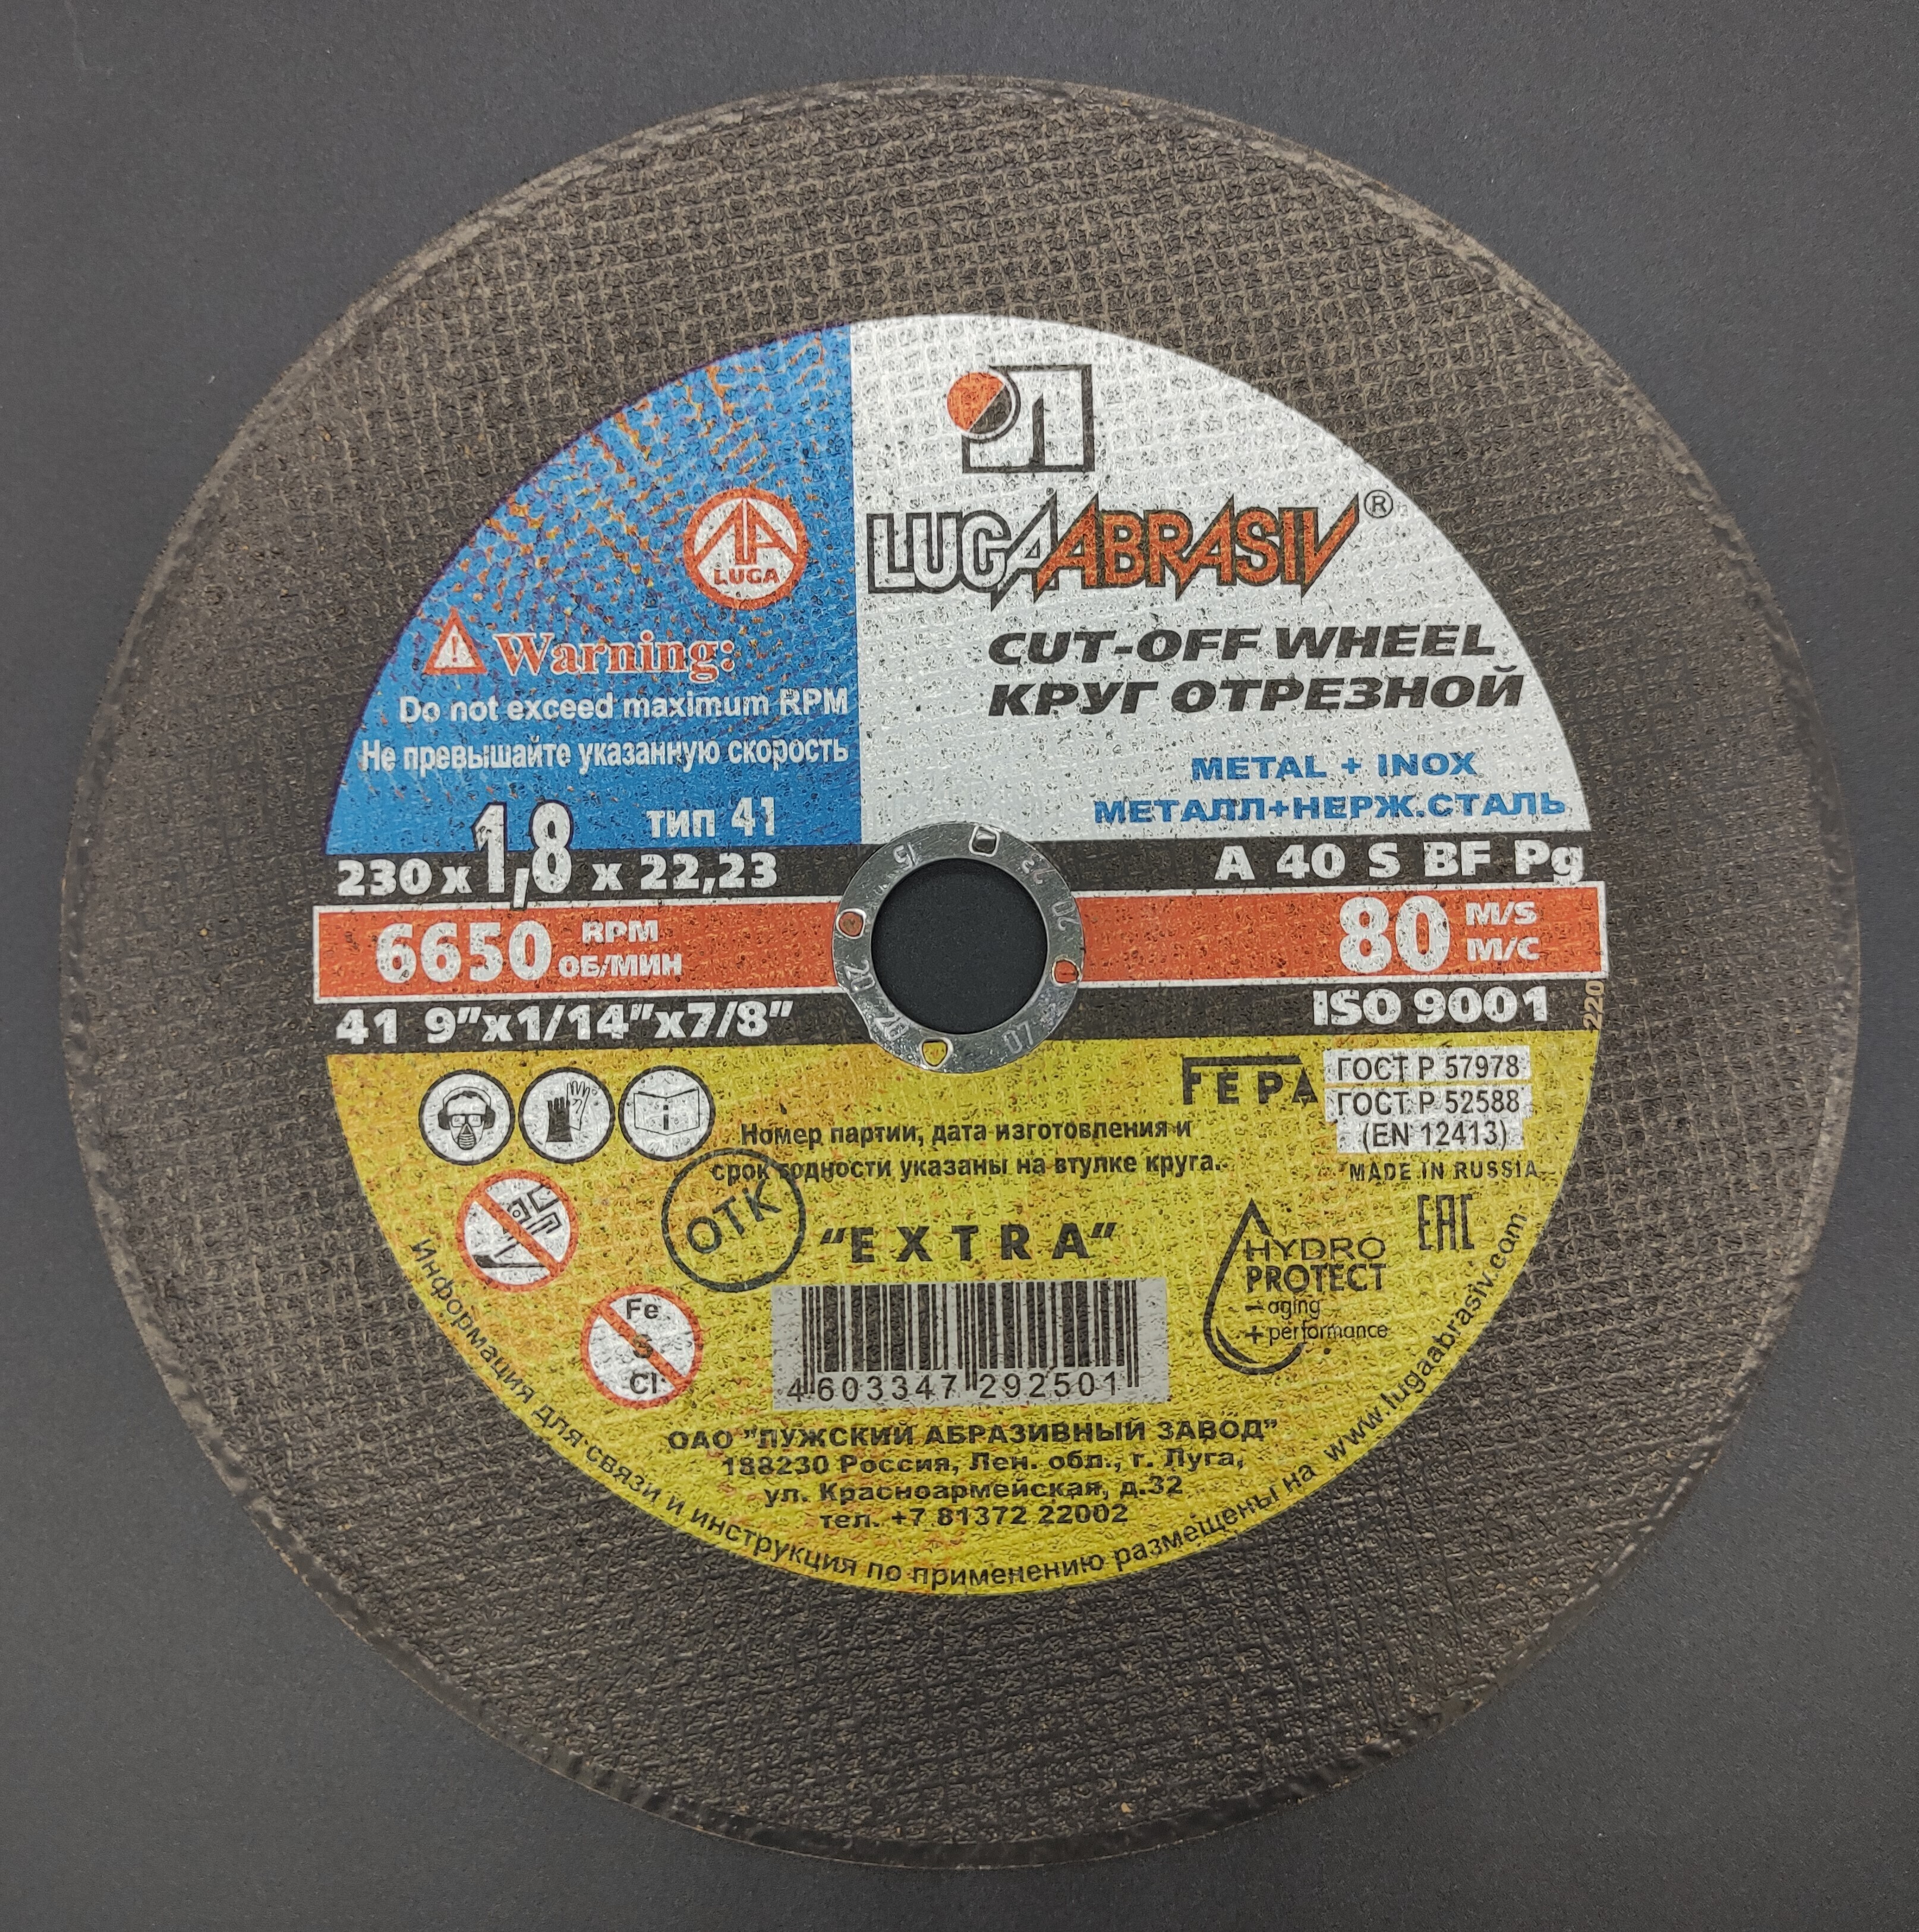 Л
LUGAABRASIV®
ЛА
LUGA
CUT-OFF WHEEL
КРУГ ОТРЕЗНОЙ
METAL + INOX
МЕТАЛЛ+НЕРЖ.СТАЛЬ
Warning:
Do not exceed maximum RPM
Не превышайте указанную скорость
тип 41
230 x 1,8 x 22,23
A 40 S BF Pg
6650 RPM
ОБ/МИН
80 M/S
М/С
41 9"x1/14"x7/8"
ISO 9001
220
FEPA
ГОСТ Р 57978
ГОСТ Р 52588
(EN 12413)
MADE IN RUSSIA
EAC
Номер партии, дата изготовления и
срок годности указаны на втулке круга.
ОТК
"EXTRA"
HYDRO
PROTECT
- aging
+ performance
Fe
S
Cl
4 603347 292501
ОАО "ЛУЖСКИЙ АБРАЗИВНЫЙ ЗАВОД"
188230 Россия, Лен. обл., г. Луга,
ул. Красноармейская, д.32
тел. +7 81372 22002
Информация для связи и инструкция по применению размещены на www.lugaabrasiv.com